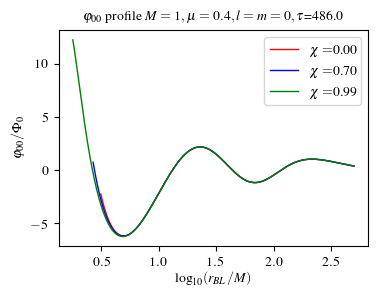 φ₀₀ profile M = 1, μ = 0.4, l = m = 0, τ=486.0
φ₀₀/Φ₀
10
5
0
−5
χ =0.00
χ =0.70
χ =0.99
0.5 1.0 1.5 2.0 2.5
log₁₀(r_BL/M)